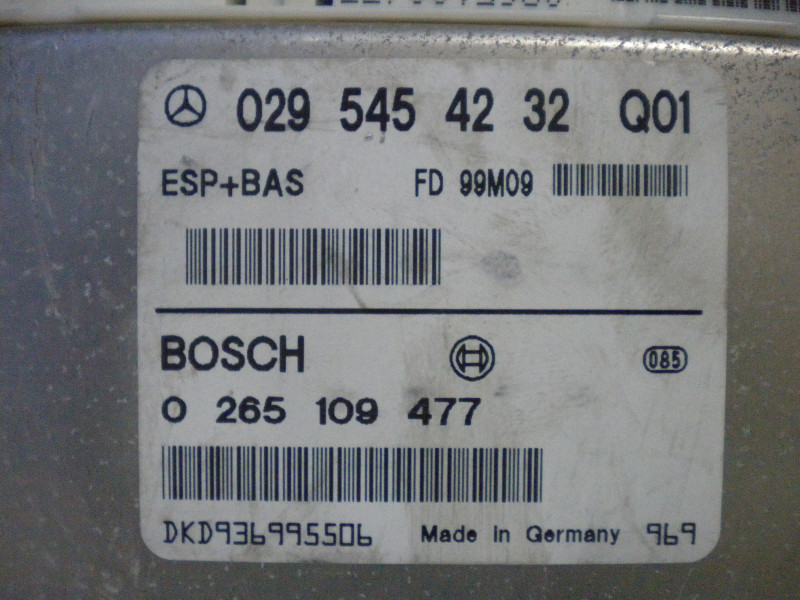 029 545 42 32 Q01
ESP+BAS FD 99M09
BOSCH 085
0 265 109 477
DKD936995506 Made in Germany 969